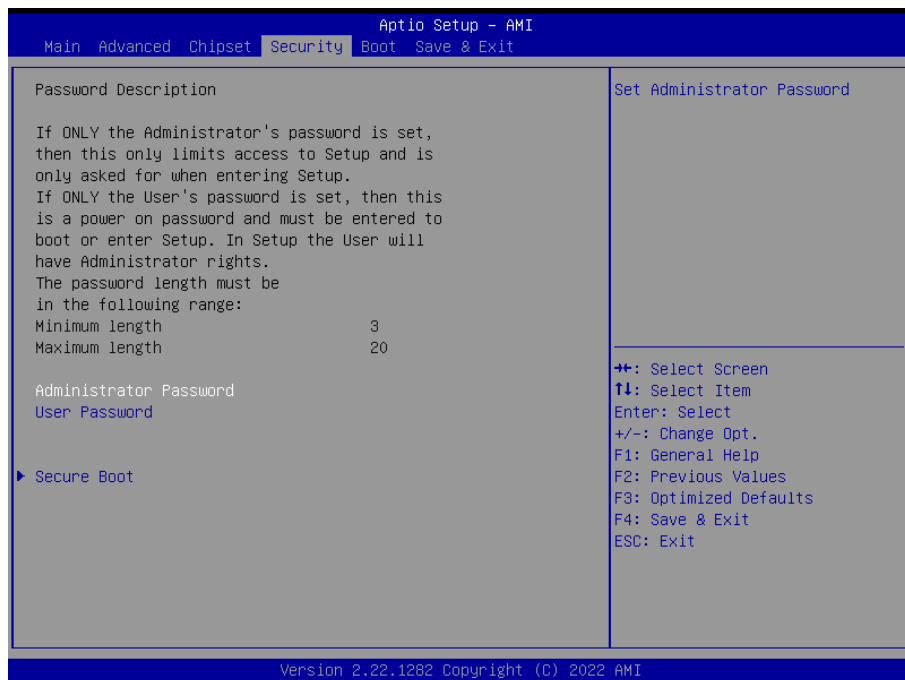 Aptio Setup – AMI
Main Advanced Chipset Security Boot Save & Exit
Password Description
If ONLY the Administrator's password is set,
then this only limits access to Setup and is
only asked for when entering Setup.
If ONLY the User's password is set, then this
is a power on password and must be entered to
boot or enter Setup. In Setup the User will
have Administrator rights.
The password length must be
in the following range:
Minimum length 3
Maximum length 20
Administrator Password
User Password
Secure Boot
Set Administrator Password
→←: Select Screen
↑↓: Select Item
Enter: Select
+/-: Change Opt.
F1: General Help
F2: Previous Values
F3: Optimized Defaults
F4: Save & Exit
ESC: Exit
Version 2.22.1282 Copyright (C) 2022 AMI